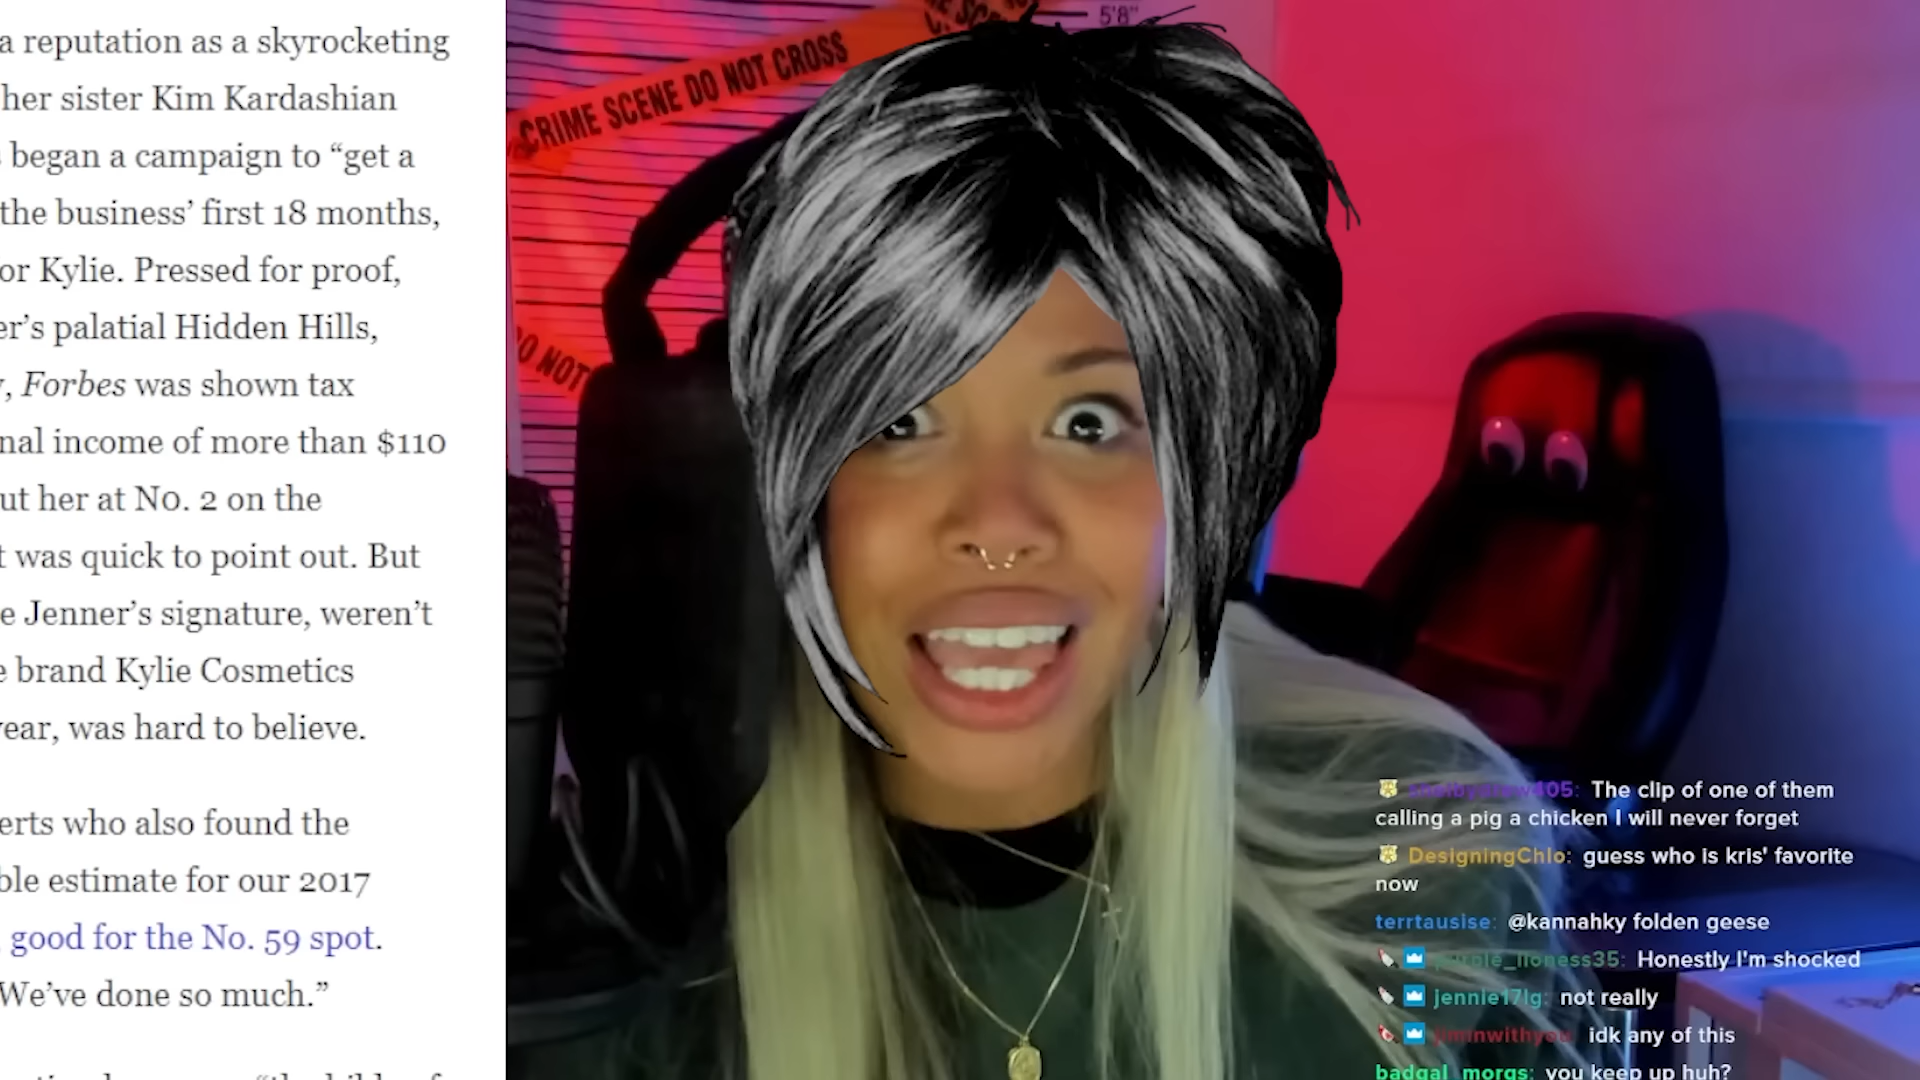 a reputation as a skyrocketing
her sister Kim Kardashian
began a campaign to “get a
the business’ first 18 months,
or Kylie. Pressed for proof,
er’s palatial Hidden Hills,
, Forbes was shown tax
nal income of more than $110
ut her at No. 2 on the
t was quick to point out. But
e Jenner’s signature, weren’t
e brand Kylie Cosmetics
year, was hard to believe.
erts who also found the
ble estimate for our 2017
good for the No. 59 spot.
We’ve done so much.”
5'8"
CRIME SCENE DO NOT CROSS
DO NOT
The clip of one of them
calling a pig a chicken I will never forget
DesigningChlo: guess who is kris' favorite
now
terrtausise: @kannahky folden geese
Honestly I'm shocked
jennie17lg: not really
idk any of this
badgal_morgs: you keep up huh?